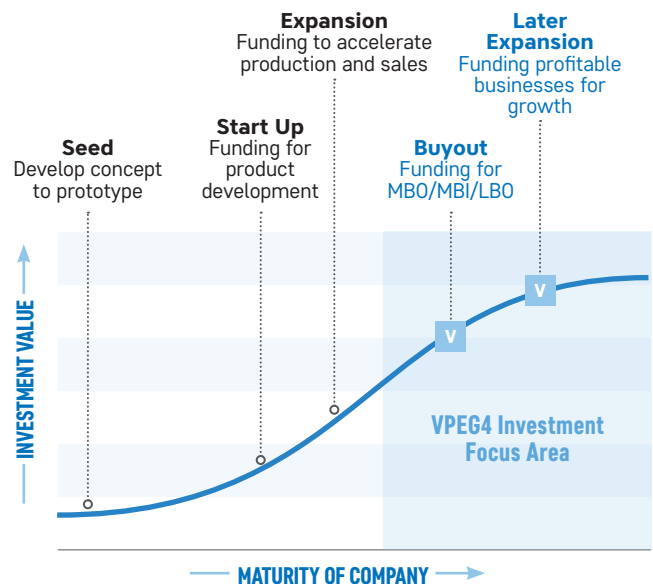 Expansion
Funding to accelerate
production and sales
Later
Expansion
Funding profitable
businesses for
growth
Seed
Develop concept
to prototype
Start Up
Funding for
product
development
Buyout
Funding for
MBO/MBI/LBO
INVESTMENT VALUE
V
V
VPEG4 Investment
Focus Area
MATURITY OF COMPANY